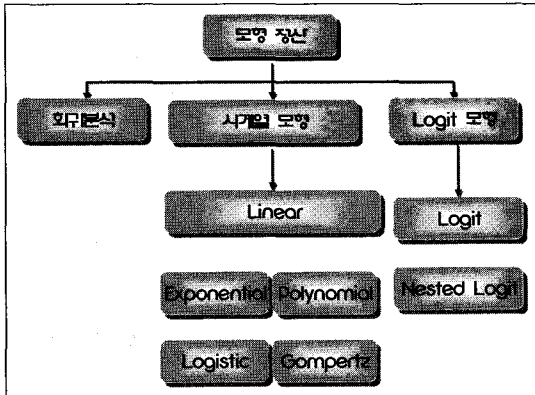 모형 정산
회귀분석 시계열 모형 Logit 모형
Linear Logit
Exponential Polynomial Nested Logit
Logistic Gompertz